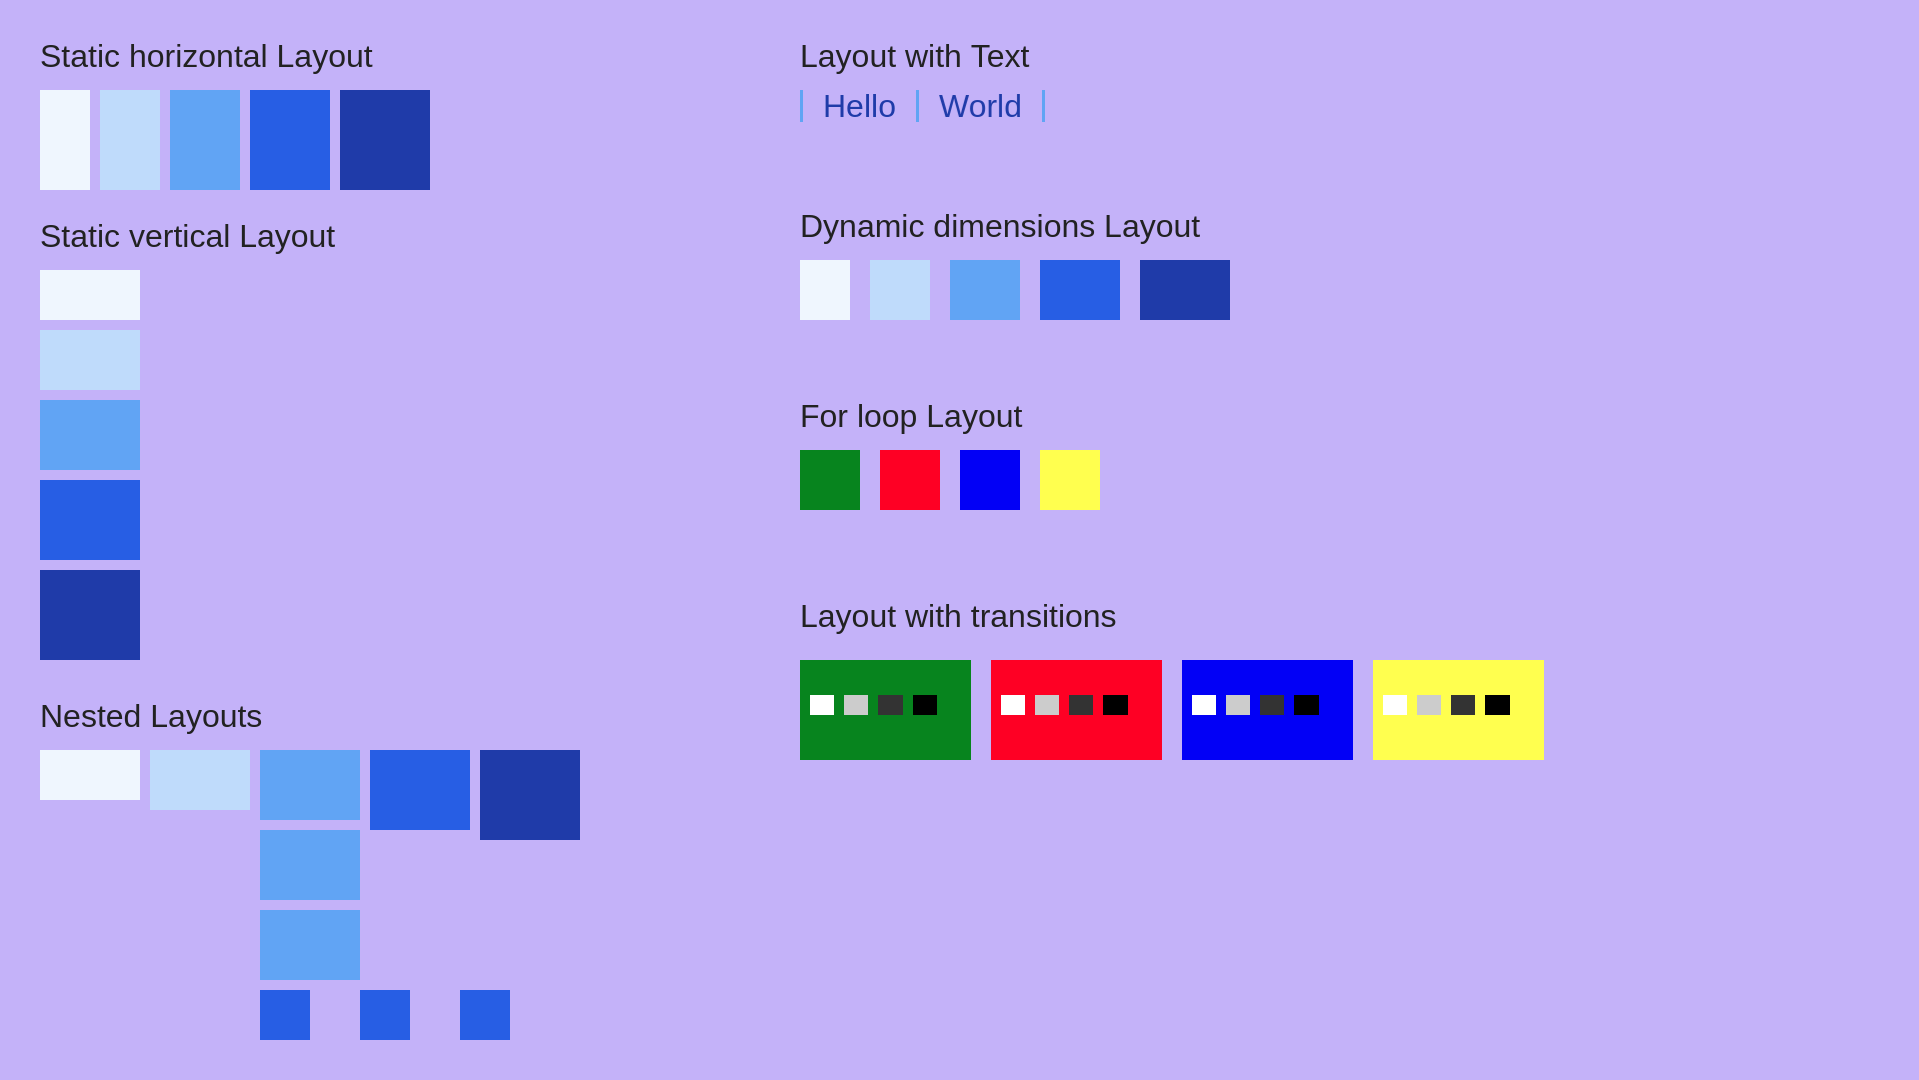 Static horizontal Layout
Static vertical Layout
Nested Layouts
Layout with Text
Hello World
Dynamic dimensions Layout
For loop Layout
Layout with transitions